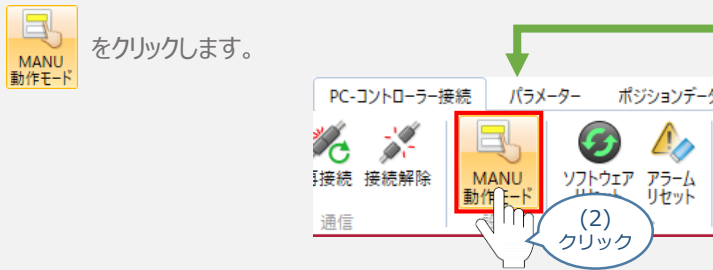 MANU
動作モード
をクリックします。
PC-コントローラー接続 パラメーター ポジションデータ
再接続 接続解除 MANU
動作モード ソフトウェア
リセット アラーム
リセット
通信
(2)
クリック